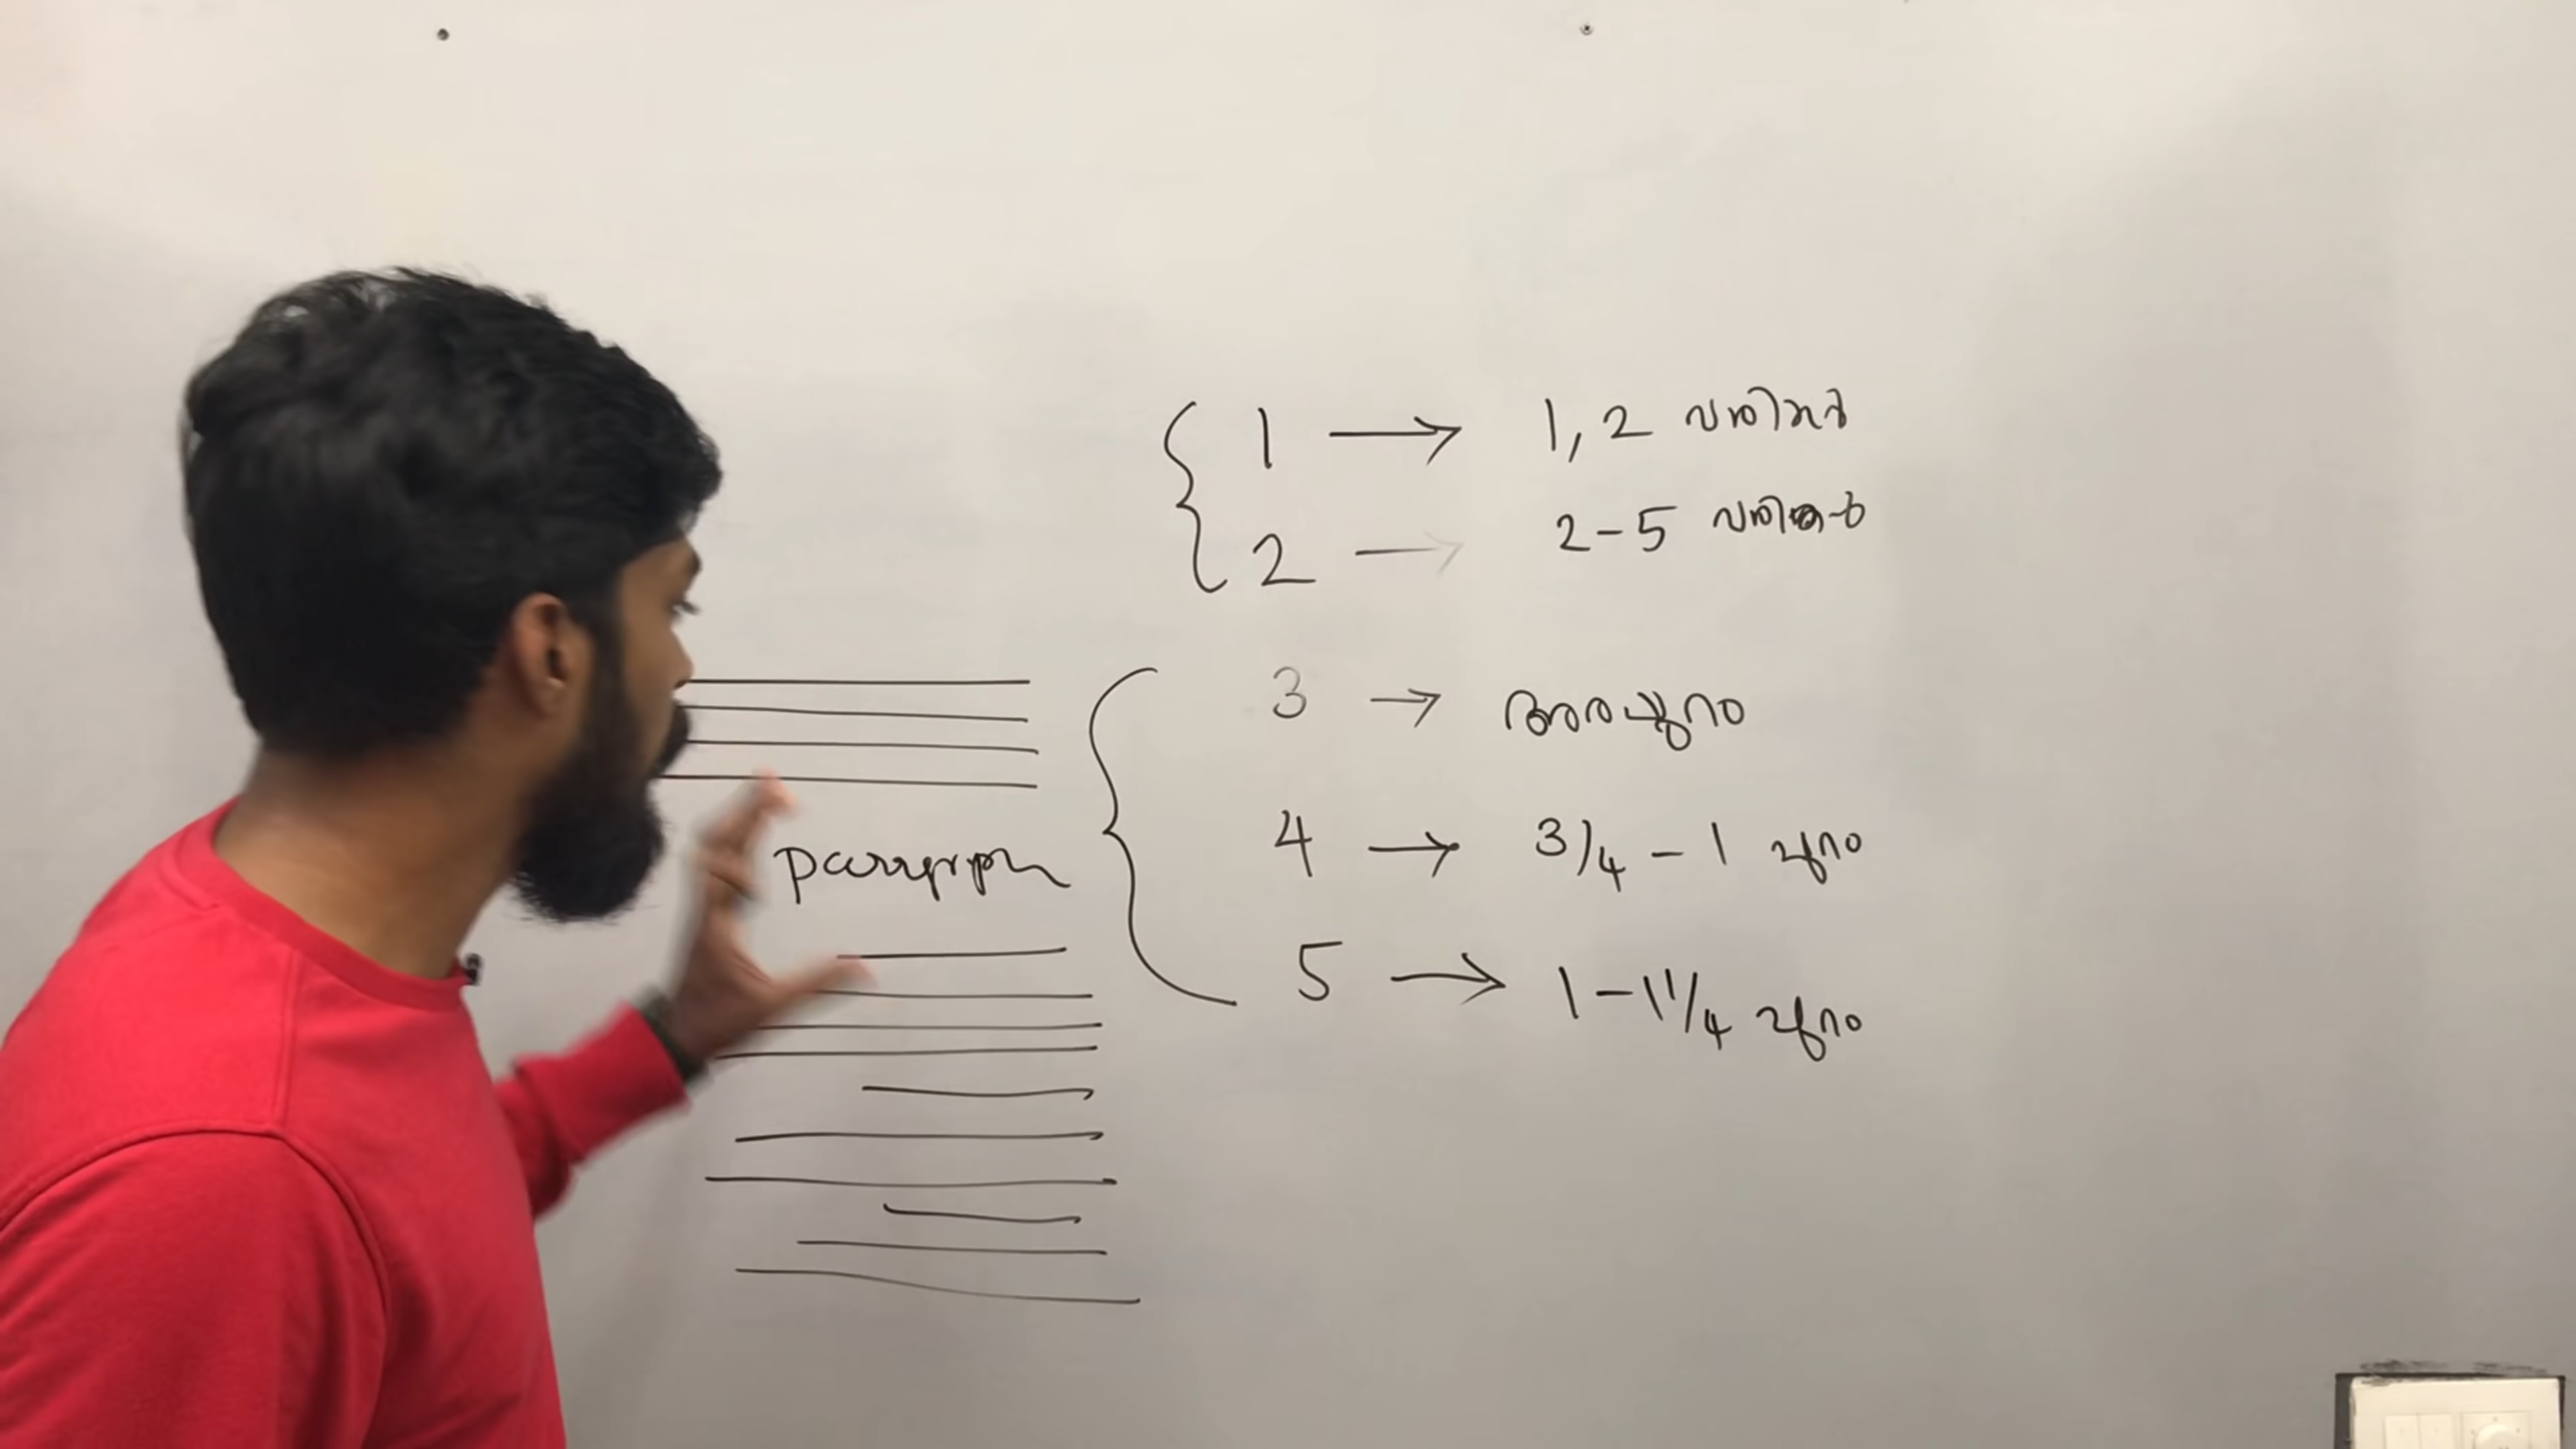 1 → 1, 2 വരികൾ
2 → 2-5 വരികൾ
3 → അരപ്പുറം
4 → 3/4 - 1 പുറം
paragraph
5 → 1-1 1/4 പുറം